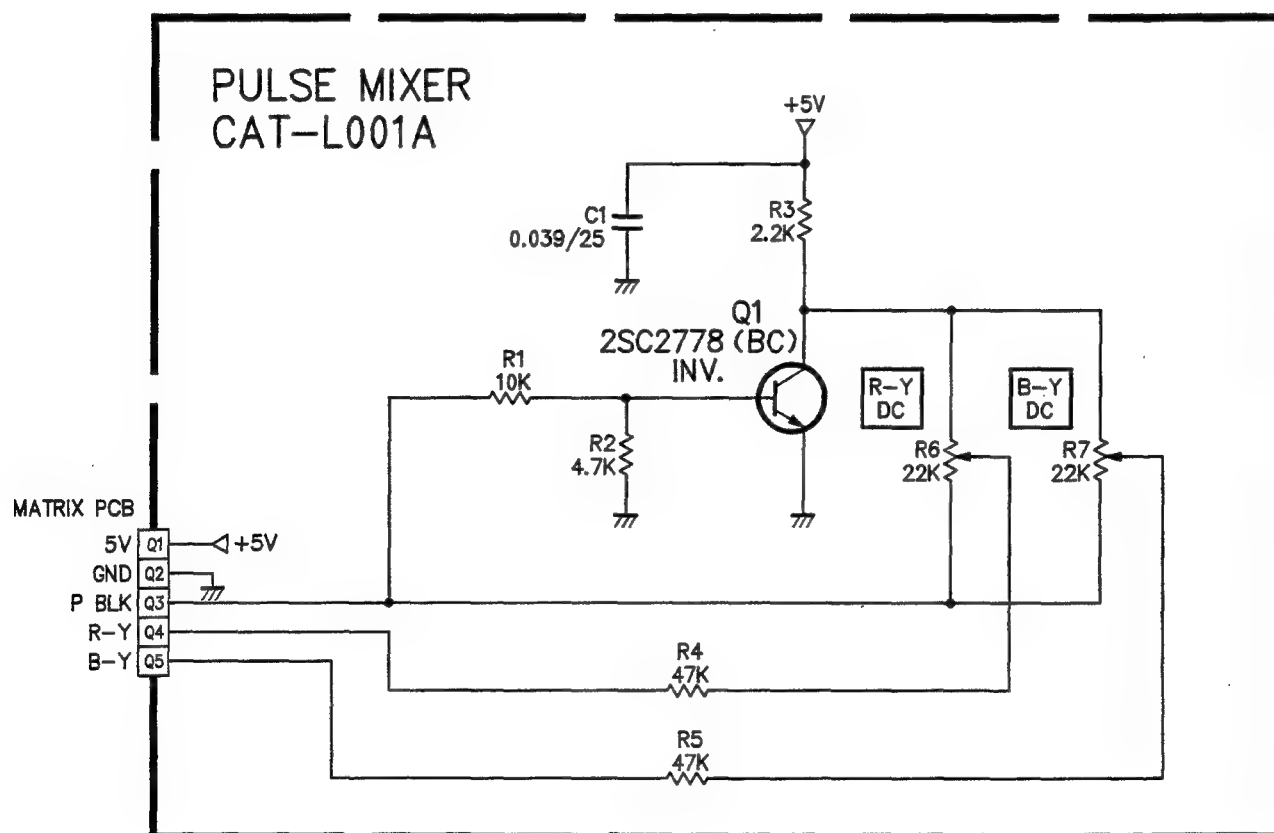 PULSE MIXER
CAT-L001A
+5V
C1
0.039/25
R3
2.2K
Q1
2SC2778 (BC)
INV.
R1
10K
R2
4.7K
R-Y
DC
B-Y
DC
R6
22K
R7
22K
MATRIX PCB
5V Q1 +5V
GND Q2
P BLK Q3
R-Y Q4
B-Y Q5
R4
47K
R5
47K